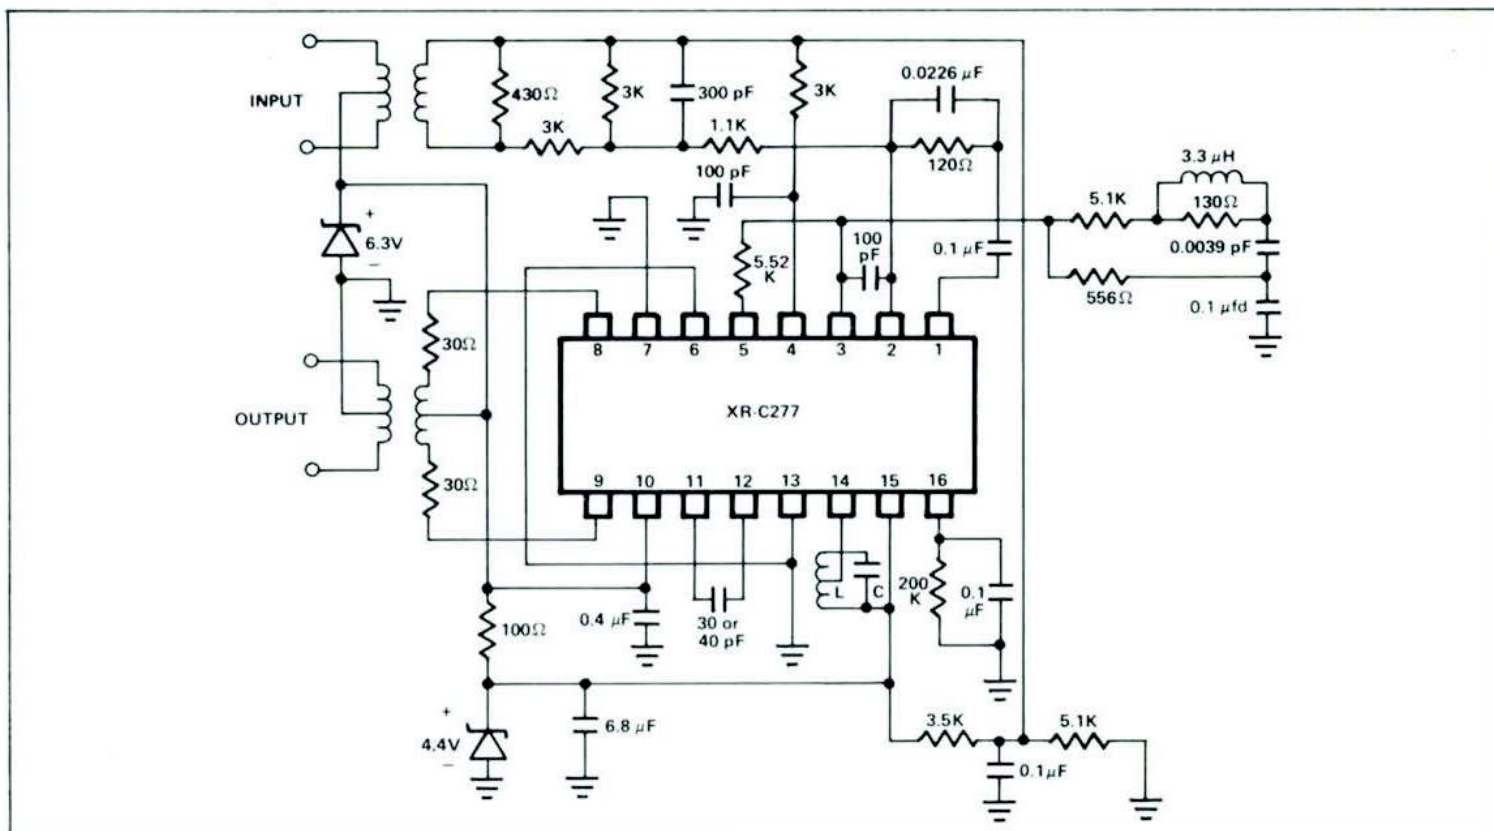 INPUT
430Ω
3K
3K
300 pF
1.1K
3K
0.0226 µF
120Ω
100 pF
3.3 µH
5.1K
130Ω
0.0039 pF
556Ω
0.1 µfd
+
6.3V
–
5.52
K
100
pF
0.1 µF
30Ω
8 7 6 5 4 3 2 1
XR-C277
OUTPUT
30Ω
9 10 11 12 13 14 15 16
L C
200
K
0.1
µF
100Ω
0.4 µF
30 or
40 pF
+
4.4V
–
6.8 µF
3.5K
5.1K
0.1µF